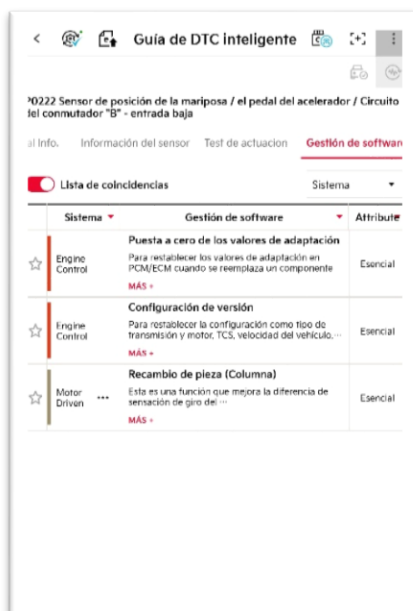 Guía de DTC inteligente
P0222 Sensor de posición de la mariposa / el pedal del acelerador / Circuito
del conmutador "B" - entrada baja
al Info. Información del sensor Test de actuacion Gestión de software
Lista de coincidencias Sistema
Sistema Gestión de software Attribute
Puesta a cero de los valores de adaptación
Engine Control Para restablecer los valores de adaptación en
PCM/ECM cuando se reemplaza un componente Esencial
MÁS +
Configuración de versión
Engine Control Para restablecer la configuración como tipo de
transmisión y motor, TCS, velocidad del vehículo,... Esencial
MÁS +
Recambio de pieza (Columna)
Motor Driven ... Esta es una función que mejora la diferencia de
sensación de giro del ... Esencial
MÁS +